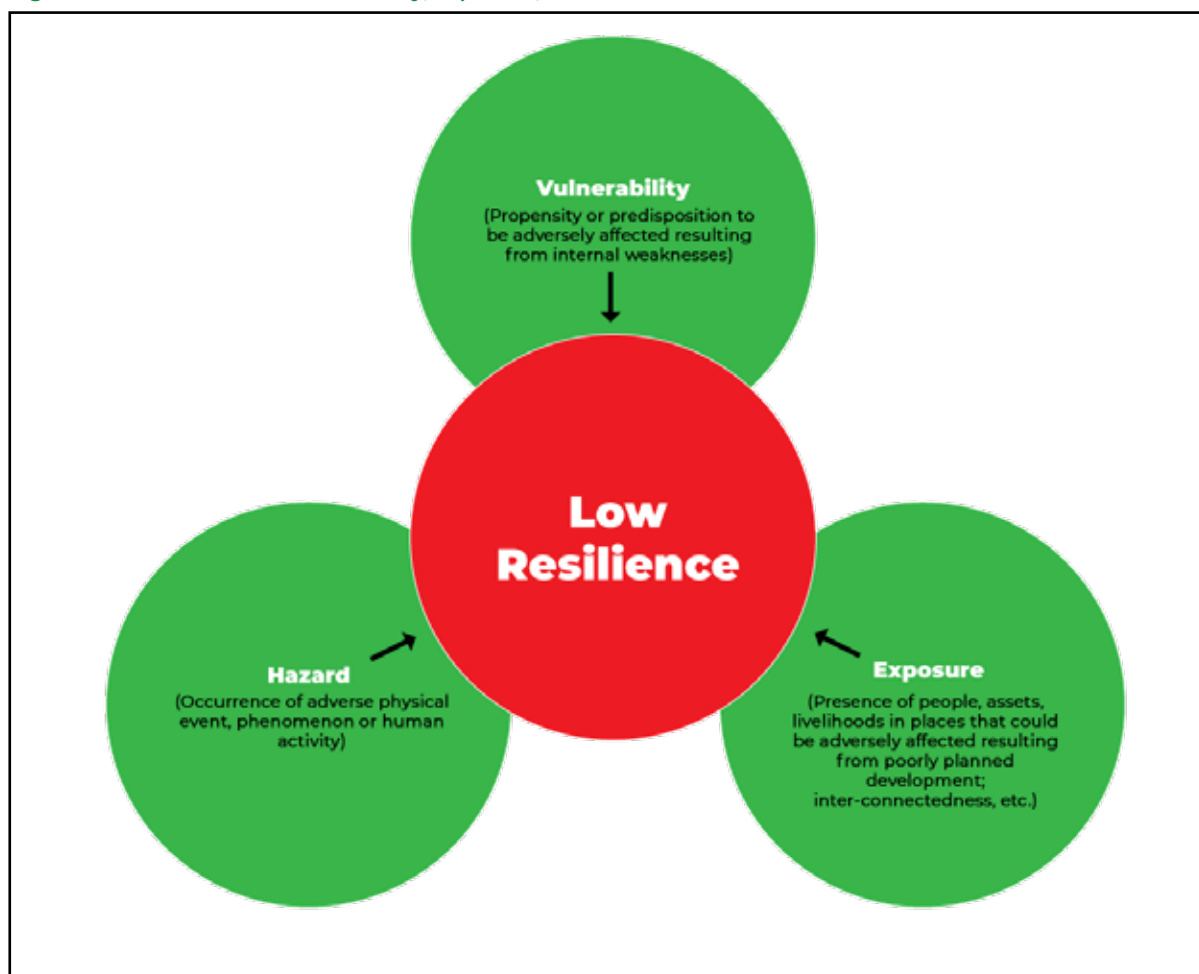 Vulnerability
(Propensity or predisposition to
be adversely affected resulting
from internal weaknesses)
Low
Resilience
Hazard
(Occurrence of adverse physical
event, phenomenon or human
activity)
Exposure
(Presence of people, assets,
livelihoods in places that could
be adversely affected resulting
from poorly planned
development;
inter-connectedness, etc.)